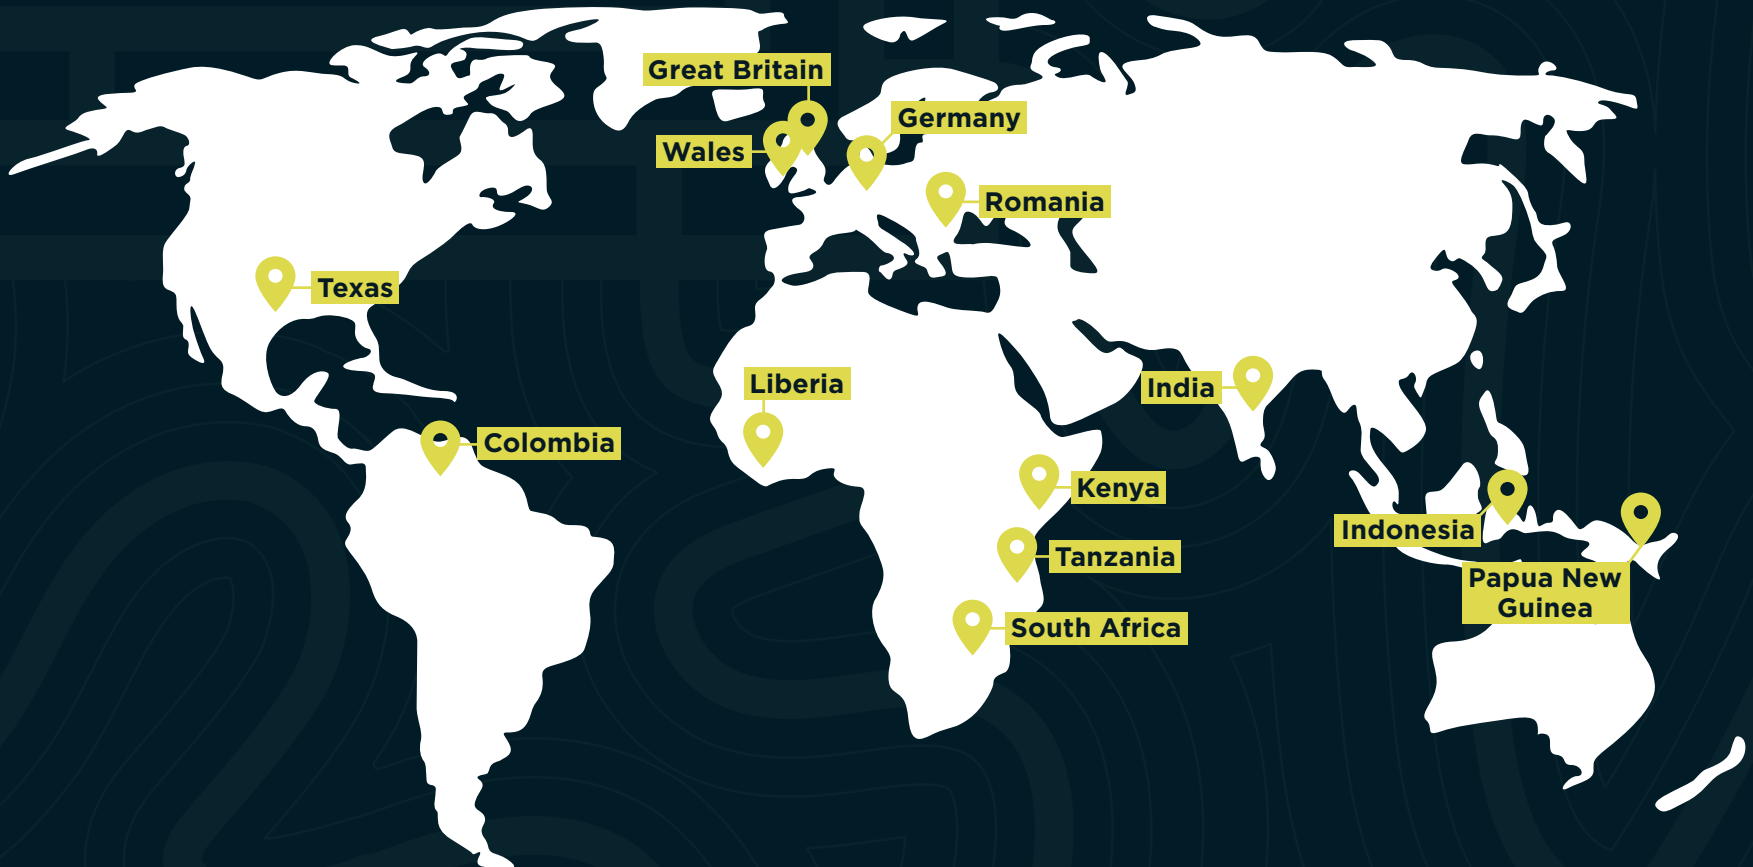 Great Britain
Germany
Wales
Romania
Texas
Liberia
India
Colombia
Kenya
Indonesia
Tanzania
Papua New
Guinea
South Africa